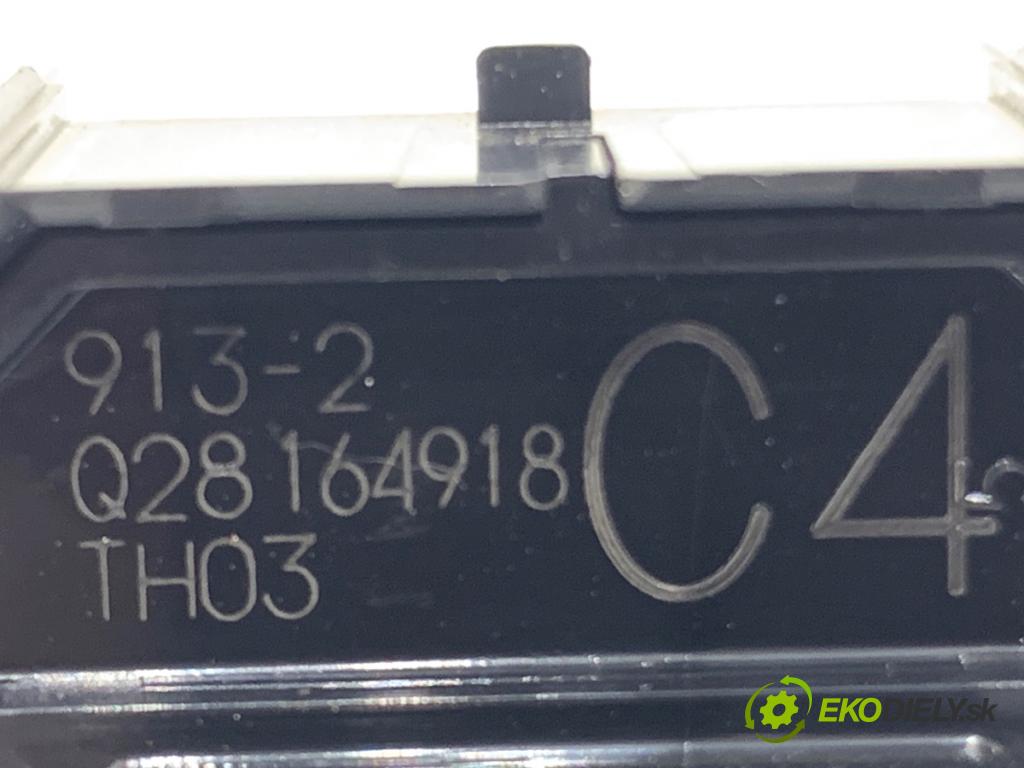 913-2
Q28164918
TH03
C4
EKODIELY.sk